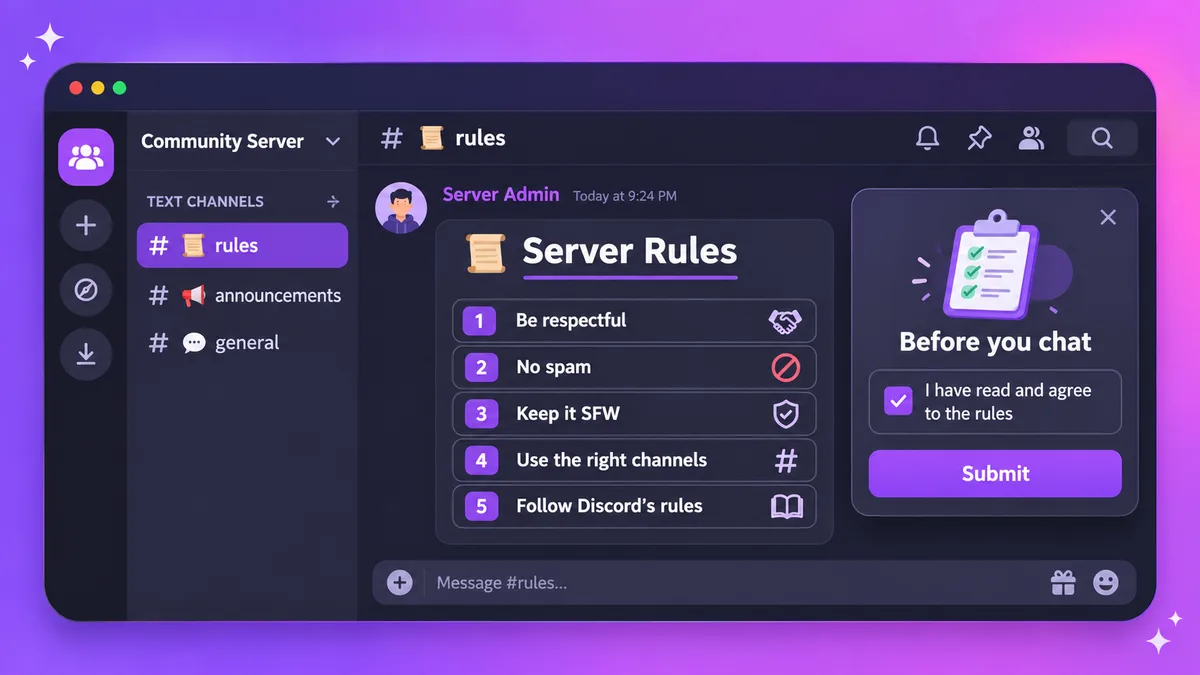 Community Server
TEXT CHANNELS
# rules
# announcements
# general
# rules
Server Admin Today at 9:24 PM
Server Rules
1 Be respectful
2 No spam
3 Keep it SFW
4 Use the right channels #
5 Follow Discord's rules
Message #rules...
Before you chat
I have read and agree
to the rules
Submit